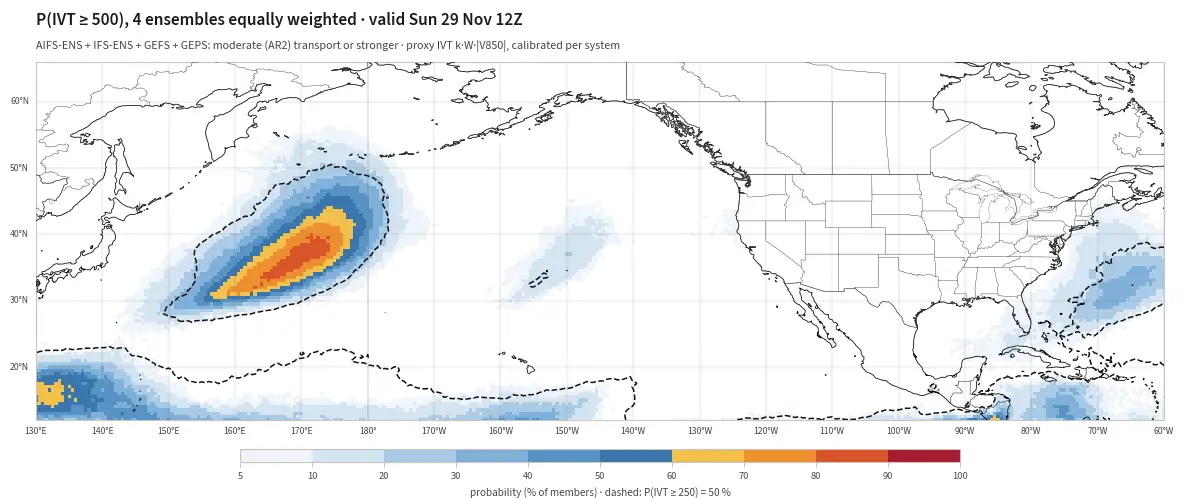 P(IVT ≥ 500), 4 ensembles equally weighted · valid Sun 29 Nov 12Z
AIFS-ENS + IFS-ENS + GEFS + GEPS: moderate (AR2) transport or stronger · proxy IVT k·W·|V850|, calibrated per system
60°N
50°N
40°N
30°N
20°N
130°E 140°E 150°E 160°E 170°E 180° 170°W 160°W 150°W 140°W 130°W 120°W 110°W 100°W 90°W 80°W 70°W 60°W
5 10 20 30 40 50 60 70 80 90 100
probability (% of members) · dashed: P(IVT ≥ 250) = 50 %